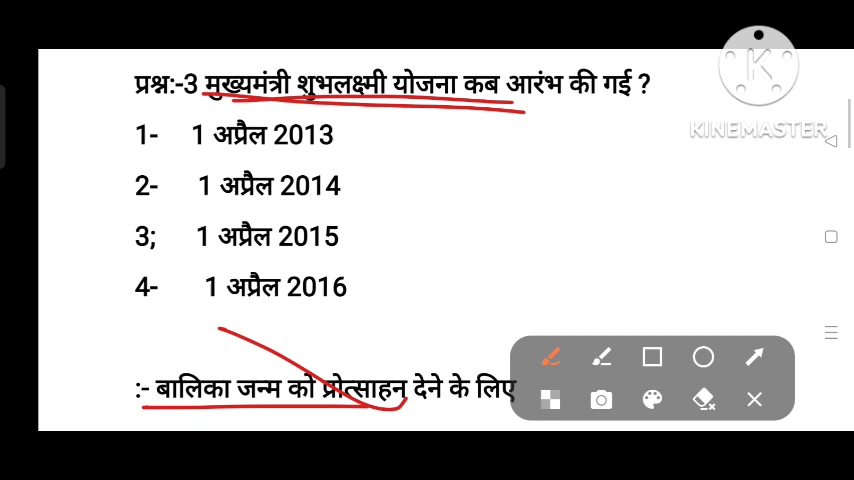 प्रश्न:-3 मुख्यमंत्री शुभलक्ष्मी योजना कब आरंभ की गई ?
1- 1 अप्रैल 2013
2- 1 अप्रैल 2014
3; 1 अप्रैल 2015
4- 1 अप्रैल 2016
:- बालिका जन्म को प्रोत्साहन देने के लिए
KINEMASTER